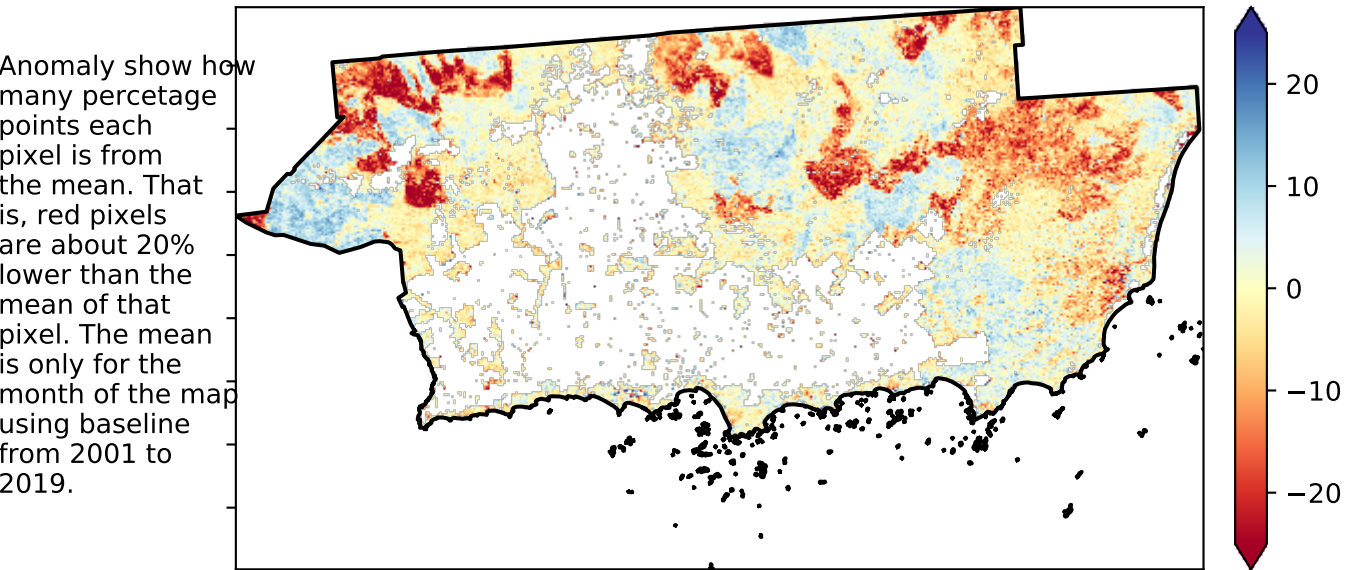 Anomaly show how
many percetage
points each
pixel is from
the mean. That
is, red pixels
are about 20%
lower than the
mean of that
pixel. The mean
is only for the
month of the map
using baseline
from 2001 to
2019.
20
10
0
−10
−20